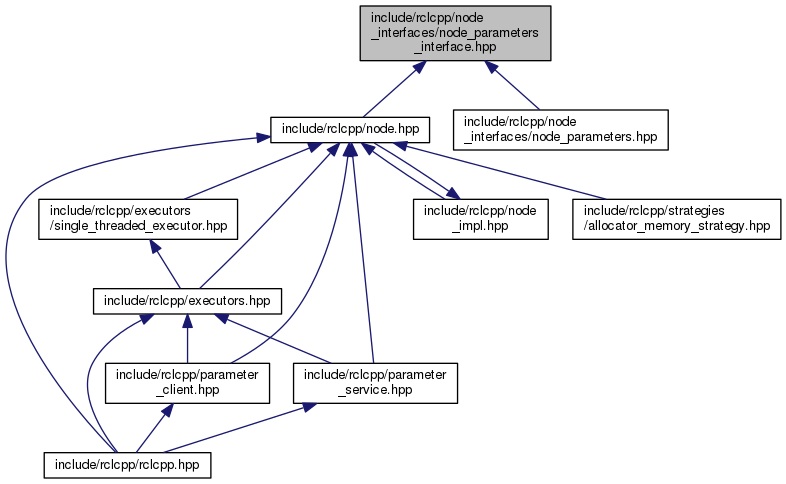 include/rclcpp/node
_interfaces/node_parameters
_interface.hpp
include/rclcpp/node.hpp
include/rclcpp/node
_interfaces/node_parameters.hpp
include/rclcpp/executors
/single_threaded_executor.hpp
include/rclcpp/node
_impl.hpp
include/rclcpp/strategies
/allocator_memory_strategy.hpp
include/rclcpp/executors.hpp
include/rclcpp/parameter
_client.hpp
include/rclcpp/parameter
_service.hpp
include/rclcpp/rclcpp.hpp